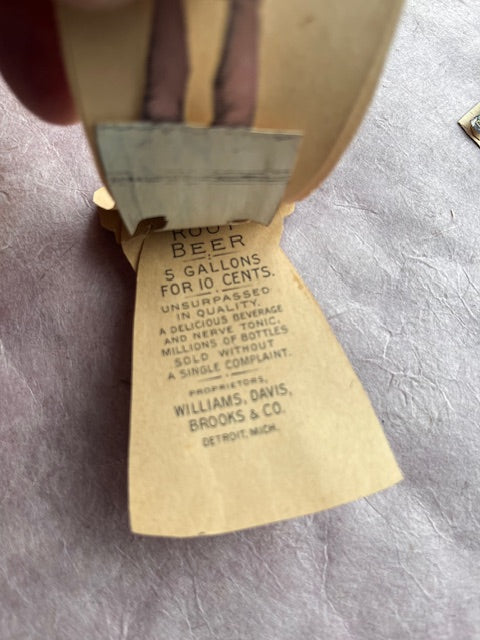 ROOT
BEER
5 GALLONS
FOR 10 CENTS.
UNSURPASSED
IN QUALITY.
A DELICIOUS BEVERAGE
AND NERVE TONIC.
MILLIONS OF BOTTLES
SOLD WITHOUT
A SINGLE COMPLAINT.
PROPRIETORS,
WILLIAMS, DAVIS,
BROOKS & CO.
DETROIT, MICH.